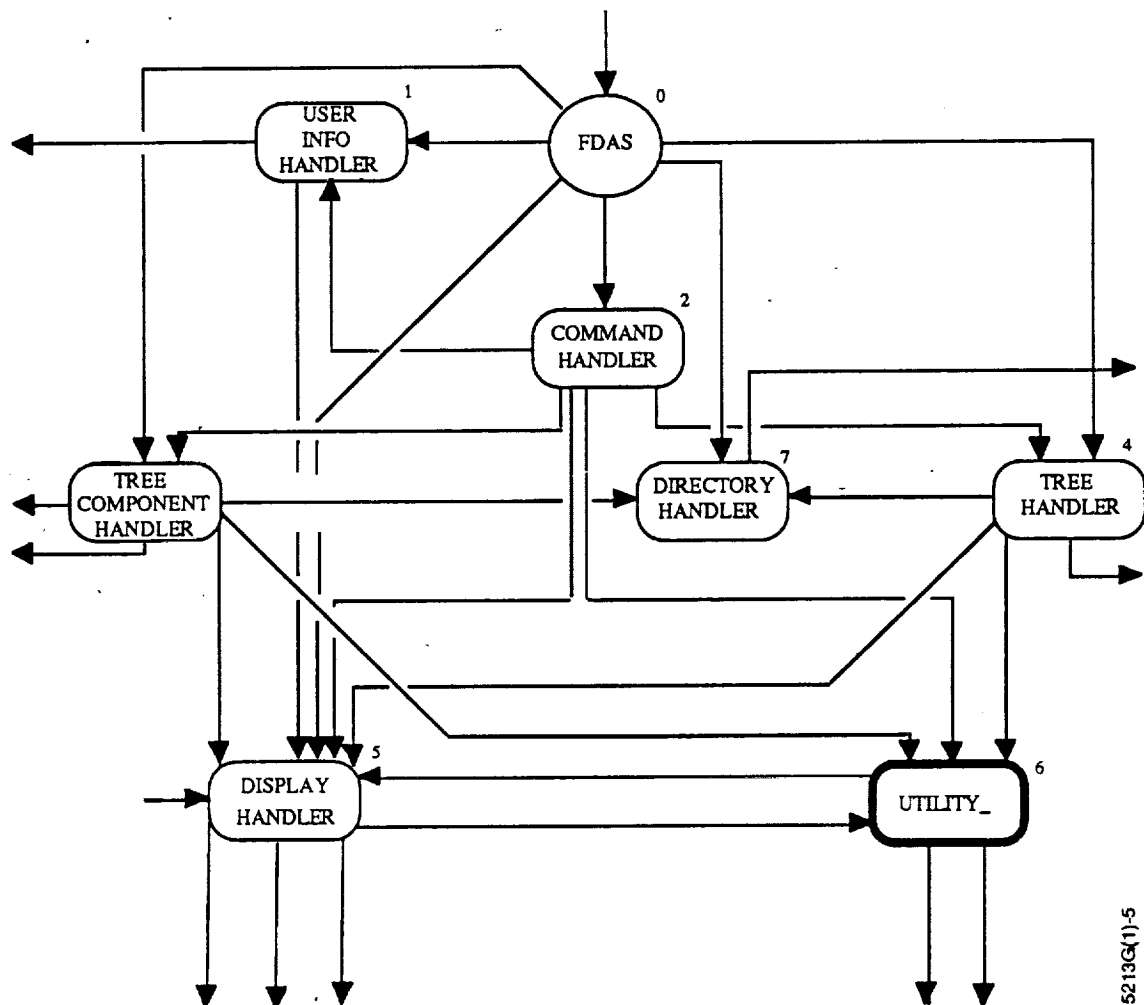 0
FDAS
1
USER
INFO
HANDLER
2
COMMAND
HANDLER
TREE
COMPONENT
HANDLER
7
DIRECTORY
HANDLER
4
TREE
HANDLER
5
DISPLAY
HANDLER
6
UTILITY_
5213G(1)-5